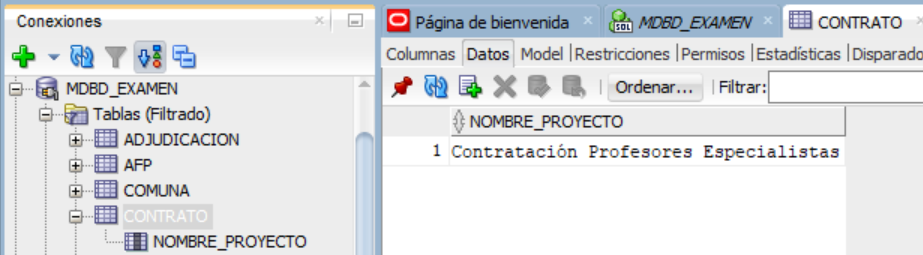 Conexiones
MDBD_EXAMEN
Tablas (Filtrado)
ADJUDICACION
AFP
COMUNA
CONTRATO
NOMBRE_PROYECTO
Página de bienvenida MDBD_EXAMEN CONTRATO
Columnas Datos Model |Restricciones |Permisos |Estadísticas |Disparado
Ordenar... Filtrar:
NOMBRE_PROYECTO
1 Contratación Profesores Especialistas